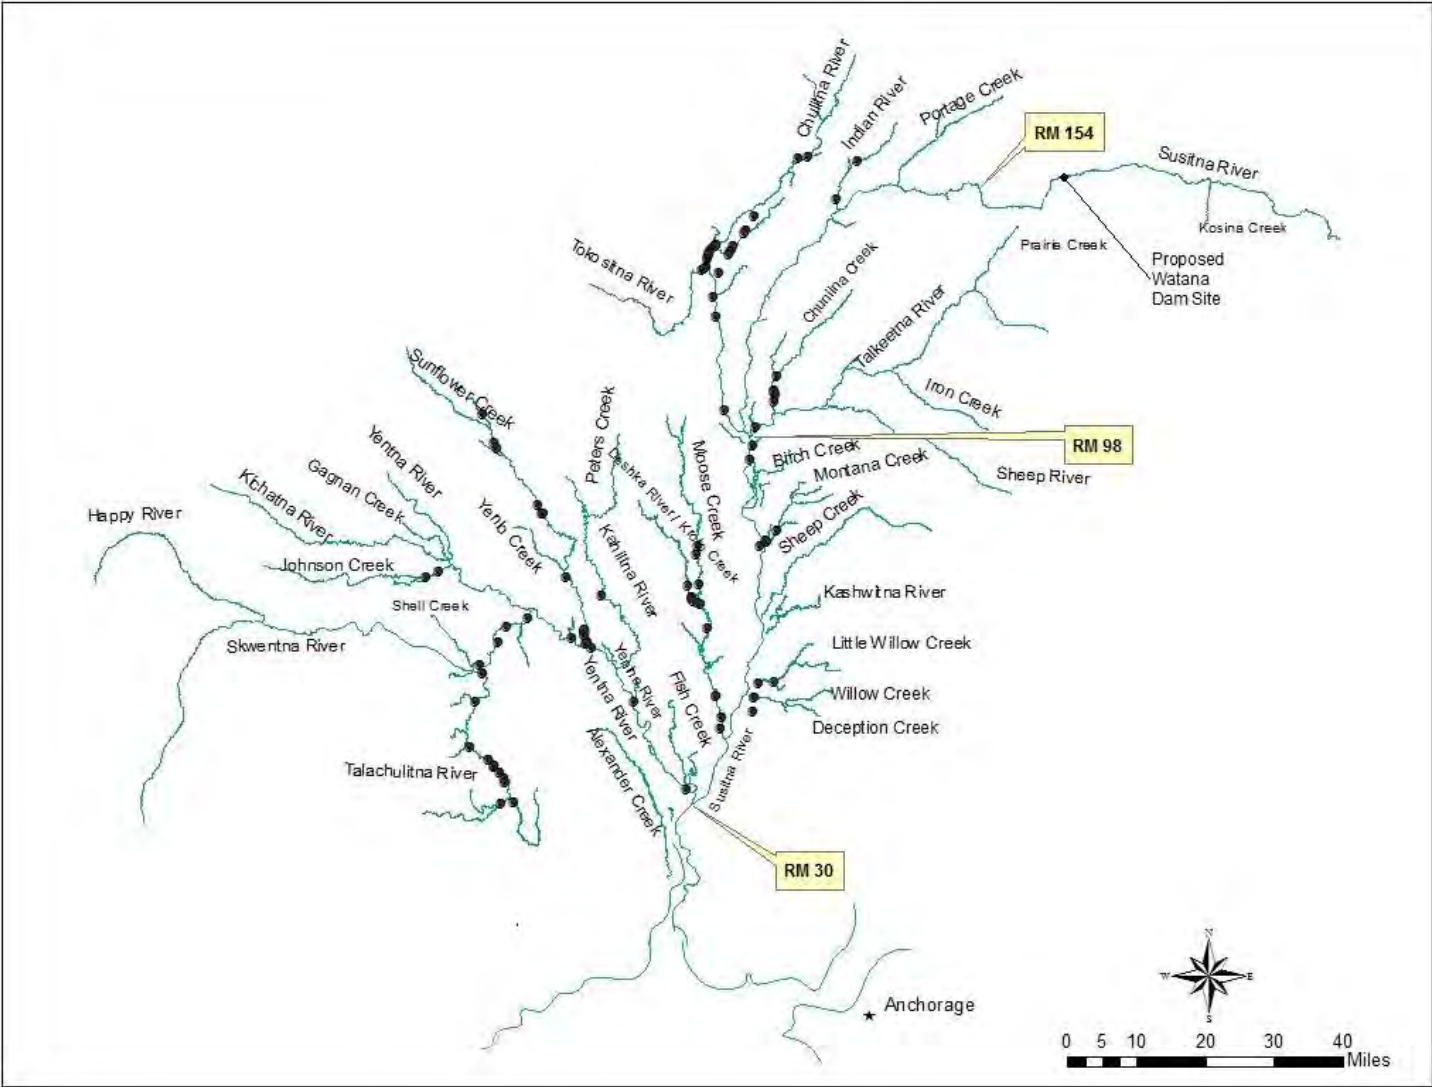 Chulitna River
Indian River
Portage Creek
RM 154
Susitna River
Kosina Creek
Prairie Creek
Proposed
Watana
Dam Site
Tokositna River
Chunilna Creek
Talkeetna River
Iron Creek
RM 98
Sheep River
Birch Creek
Montana Creek
Sheep Creek
Sunflower Creek
Peters Creek
Moose Creek
Deshka River / Kroto Creek
Yentna River
Gagnan Creek
Kichatna River
Happy River
Johnson Creek
Yenlo Creek
Kahiltna River
Shell Creek
Skwentna River
Kashwitna River
Little Willow Creek
Willow Creek
Deception Creek
Yentna River
River
Fish Creek
Susitna River
Alexander Creek
Talachulitna River
RM 30
Anchorage
N
W
E
S
0 5 10 20 30 40
Miles